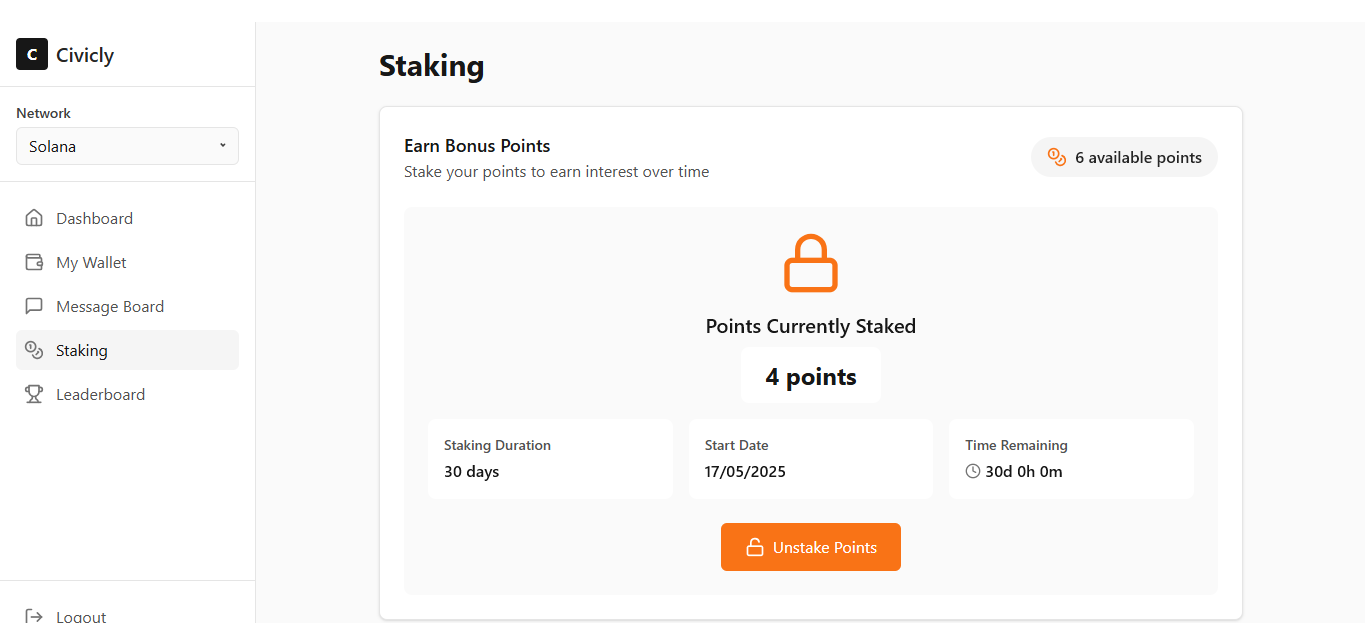 C Civicly
Network
Solana
Dashboard
My Wallet
Message Board
Staking
Leaderboard
Logout
Staking
Earn Bonus Points
Stake your points to earn interest over time
6 available points
Points Currently Staked
4 points
Staking Duration
30 days
Start Date
17/05/2025
Time Remaining
30d 0h 0m
Unstake Points